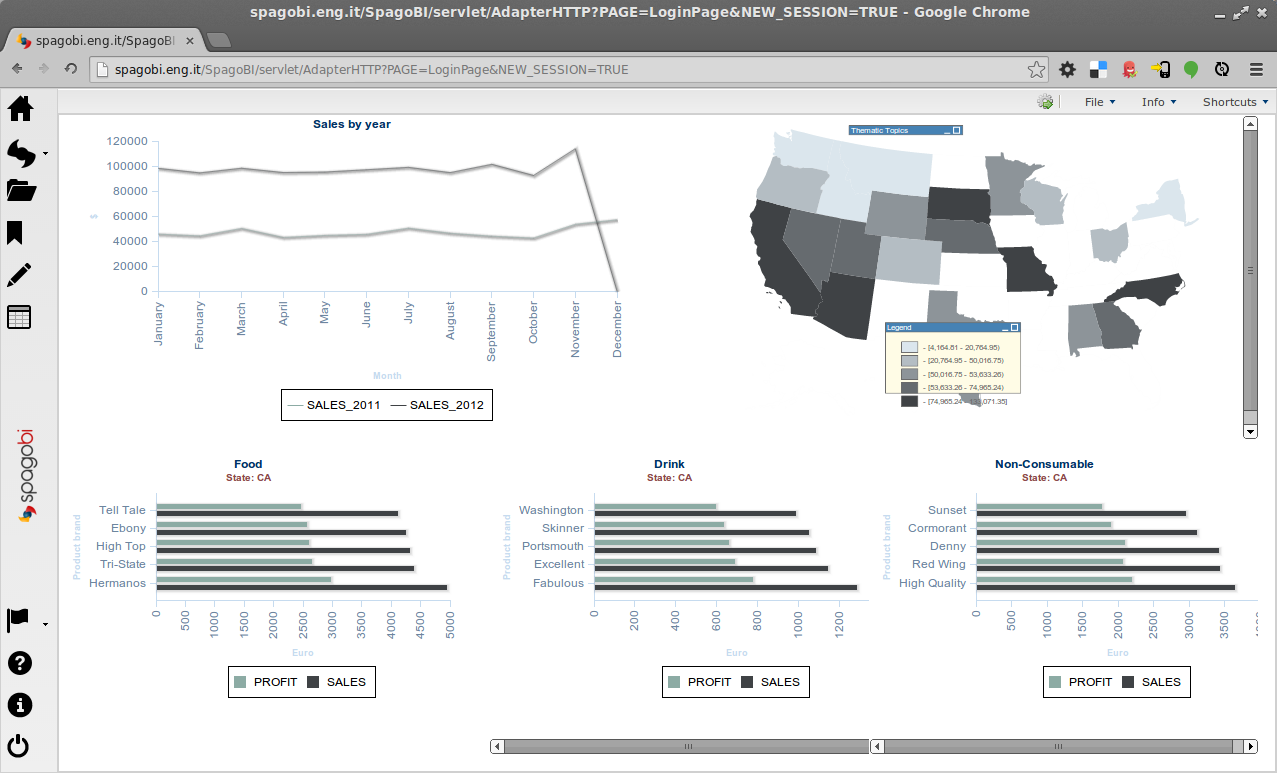 spagobi.eng.it/SpagoBI/servlet/AdapterHTTP?PAGE=LoginPage&NEW_SESSION=TRUE - Google Chrome
spagobi.eng.it/SpagoBI
spagobi.eng.it/SpagoBI/servlet/AdapterHTTP?PAGE=LoginPage&NEW_SESSION=TRUE
File Info Shortcuts
Sales by year
120000
100000
80000
60000
40000
20000
0
$
January February March April May June July August September October November December
Month
SALES_2011 SALES_2012
Thematic Topics
Legend
- [4,164.81 - 20,764.95)
- [20,764.95 - 50,016.75)
- [50,016.75 - 53,633.26)
- [53,633.26 - 74,965.24)
- [74,965.24 - 133,071.35]
spagobi
Food
State: CA
Product brand
Tell Tale
Ebony
High Top
Tri-State
Hermanos
0 500 1000 1500 2000 2500 3000 3500 4000 4500 5000
Euro
PROFIT SALES
Drink
State: CA
Product brand
Washington
Skinner
Portsmouth
Excellent
Fabulous
0 200 400 600 800 1000 1200
Euro
PROFIT SALES
Non-Consumable
State: CA
Product brand
Sunset
Cormorant
Denny
Red Wing
High Quality
0 500 1000 1500 2000 2500 3000 3500
Euro
PROFIT SALES